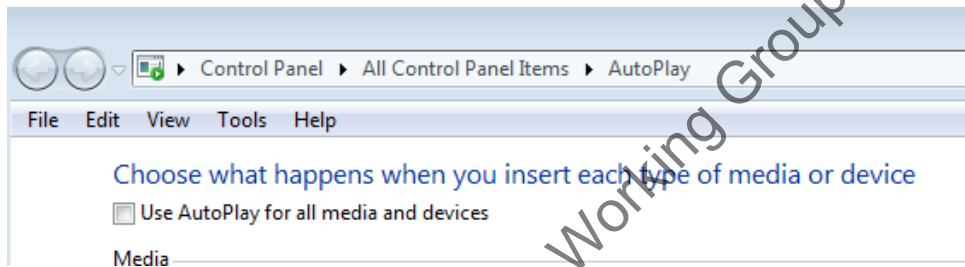 Control Panel ▸ All Control Panel Items ▸ AutoPlay
File Edit View Tools Help
Choose what happens when you insert each type of media or device
Use AutoPlay for all media and devices
Media
Working Group